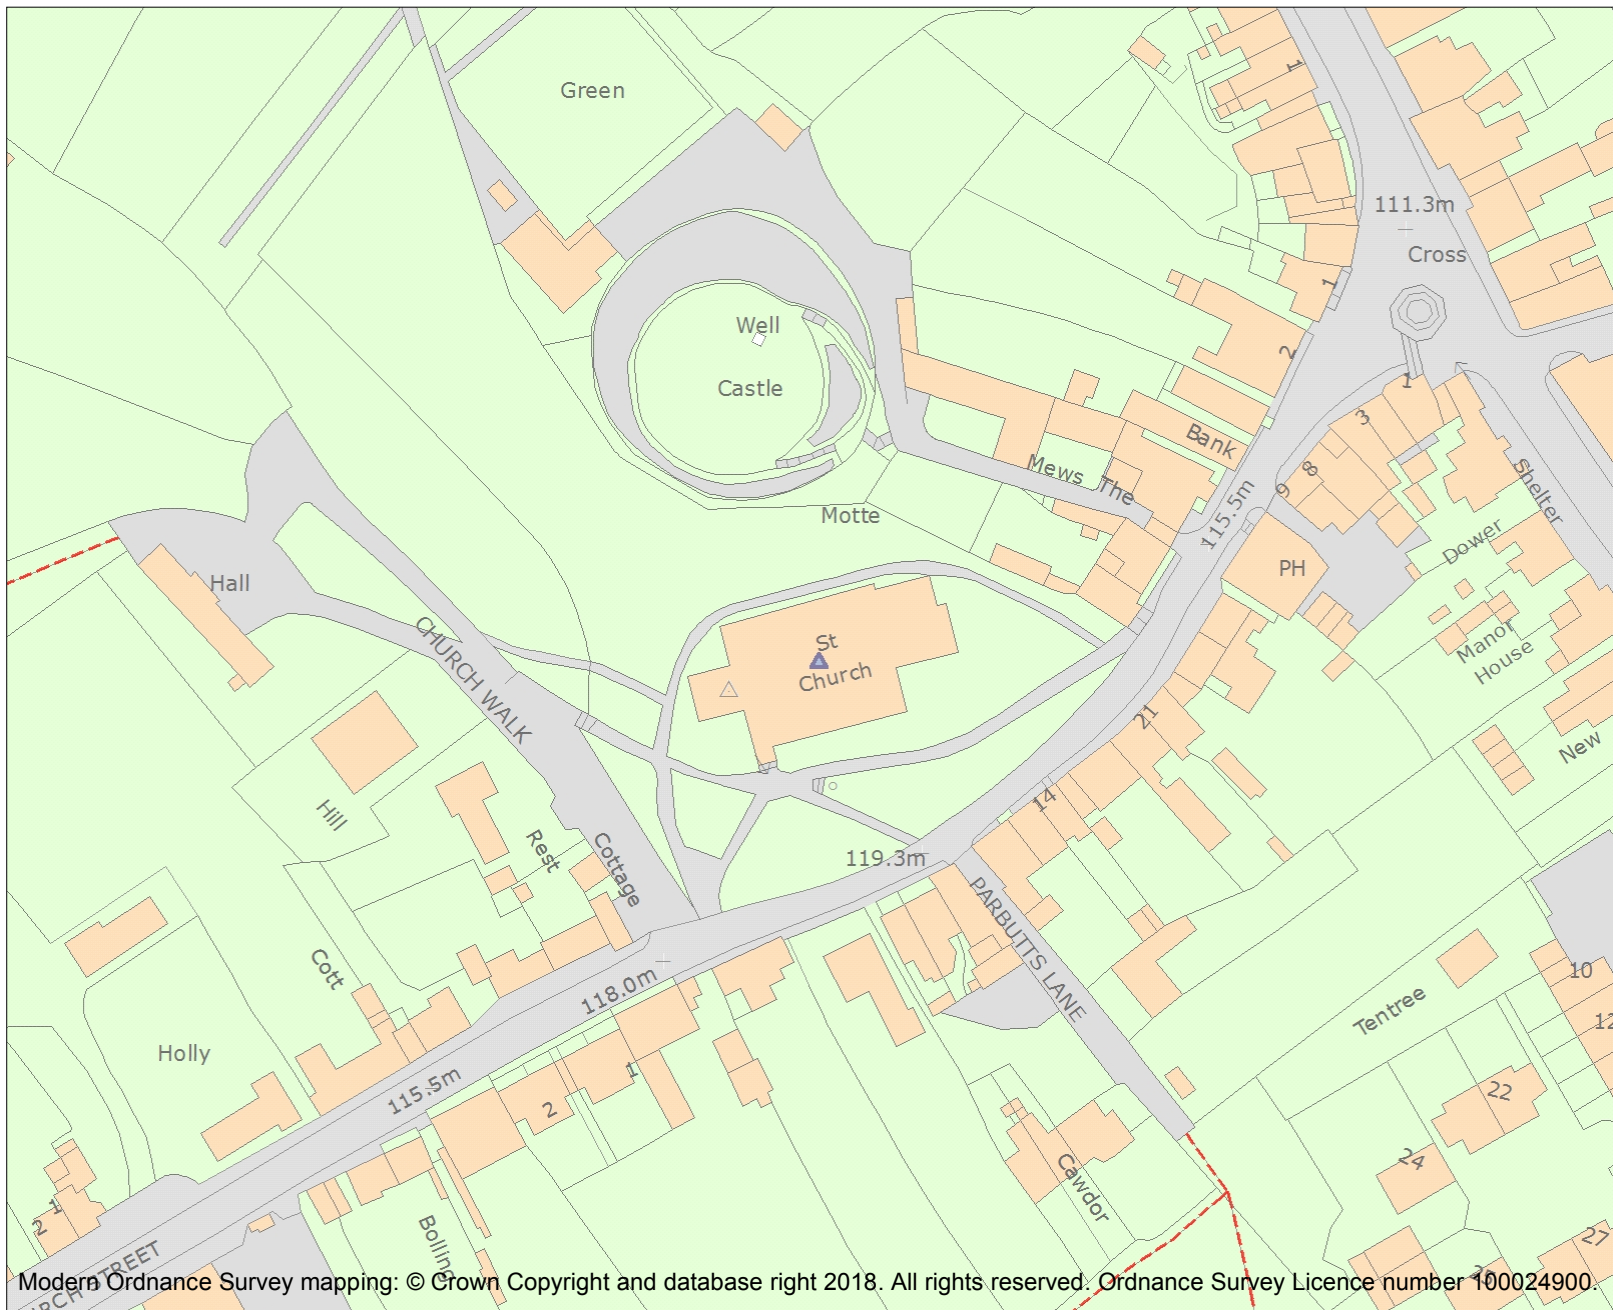 Green
1
111.3m
Cross
1
Well
2
Castle
1
3
Bank
Mews
The
8
9
Shelter
115.5m
Motte
Dower
PH
Hall
Manor
House
CHURCH WALK
St
Church
21
New
Hill
14
Rest
Cottage
119.3m
PARBUTTS LANE
Cott
118.0m
10
12
Tentree
Holly
115.5m
1
2
22
24
Cawdor
1
2
Bolling
27
25
CHURCH STREET
Modern Ordnance Survey mapping: © Crown Copyright and database right 2018. All rights reserved. Ordnance Survey Licence number 100024900.